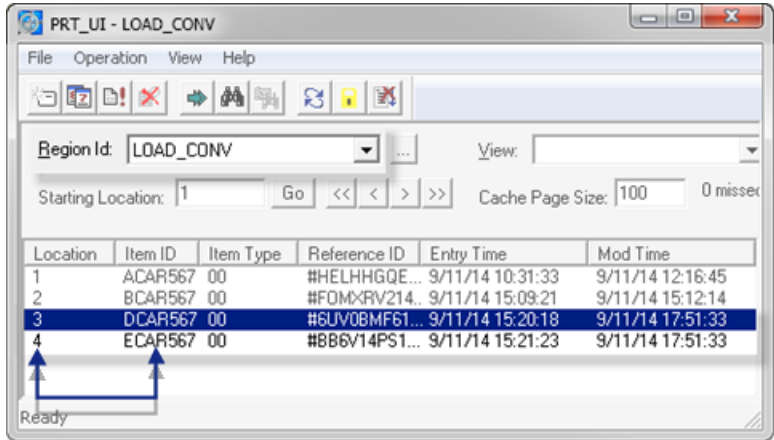 PRT_UI - LOAD_CONV
File Operation View Help
Region Id: LOAD_CONV ... View:
Starting Location: 1 Go << < > >> Cache Page Size: 100 0 missed
Location Item ID Item Type Reference ID Entry Time Mod Time
1 ACAR567 00 #HELHHGQE... 9/11/14 10:31:33 9/11/14 12:16:45
2 BCAR567 00 #FOMXRV214... 9/11/14 15:09:21 9/11/14 15:12:14
3 DCAR567 00 #6UV0BMF61... 9/11/14 15:20:18 9/11/14 17:51:33
4 ECAR567 00 #BB6V14PS1... 9/11/14 15:21:23 9/11/14 17:51:33
Ready